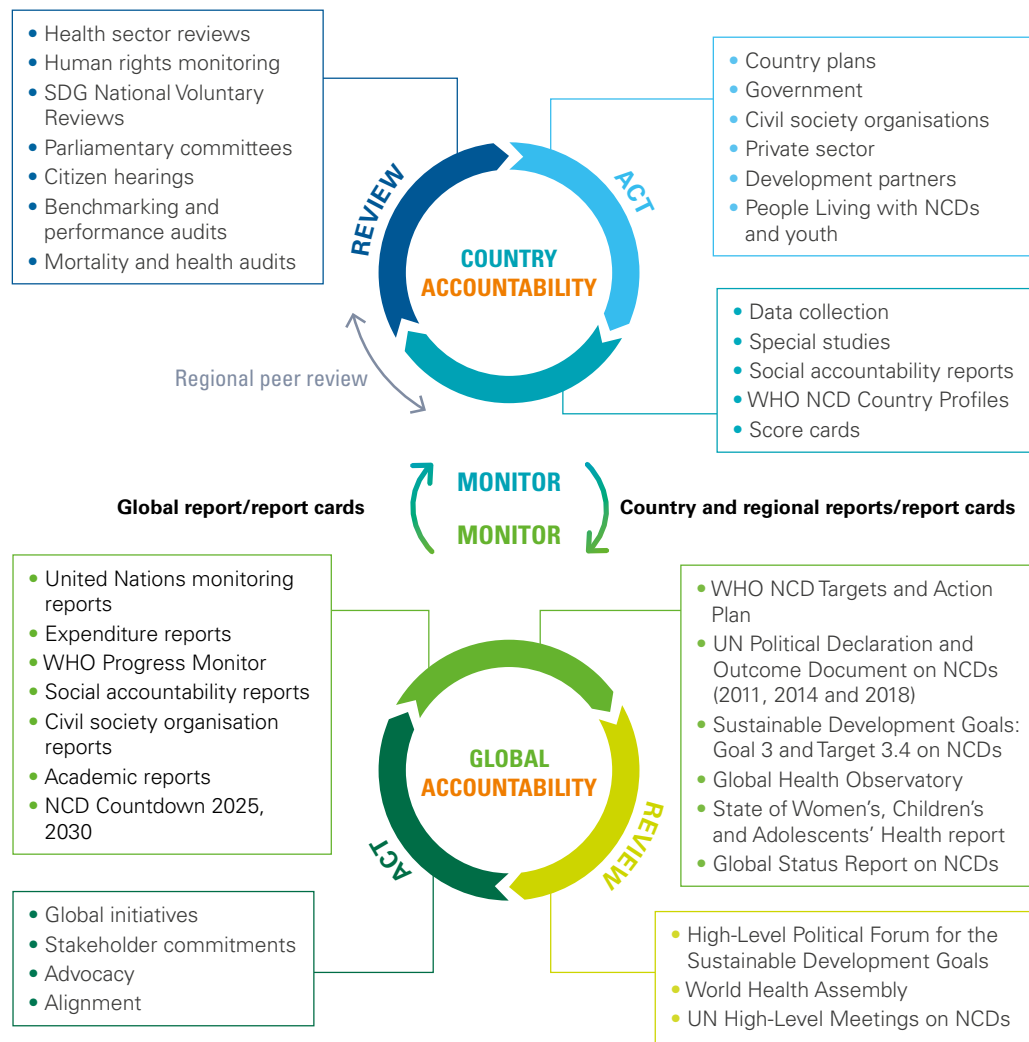 • Health sector reviews
• Human rights monitoring
• SDG National Voluntary
Reviews
• Parliamentary committees
• Citizen hearings
• Benchmarking and
performance audits
• Mortality and health audits
• Country plans
• Government
• Civil society organisations
• Private sector
• Development partners
• People Living with NCDs
and youth
REVIEW
ACT
COUNTRY
ACCOUNTABILITY
• Data collection
• Special studies
• Social accountability reports
• WHO NCD Country Profiles
• Score cards
Regional peer review
MONITOR
Global report/report cards
Country and regional reports/report cards
MONITOR
• United Nations monitoring
reports
• Expenditure reports
• WHO Progress Monitor
• Social accountability reports
• Civil society organisation
reports
• Academic reports
• NCD Countdown 2025,
2030
• WHO NCD Targets and Action
Plan
• UN Political Declaration and
Outcome Document on NCDs
(2011, 2014 and 2018)
• Sustainable Development Goals:
Goal 3 and Target 3.4 on NCDs
• Global Health Observatory
• State of Women’s, Children’s
and Adolescents’ Health report
• Global Status Report on NCDs
GLOBAL
ACCOUNTABILITY
ACT
REVIEW
• Global initiatives
• Stakeholder commitments
• Advocacy
• Alignment
• High-Level Political Forum for the
Sustainable Development Goals
• World Health Assembly
• UN High-Level Meetings on NCDs